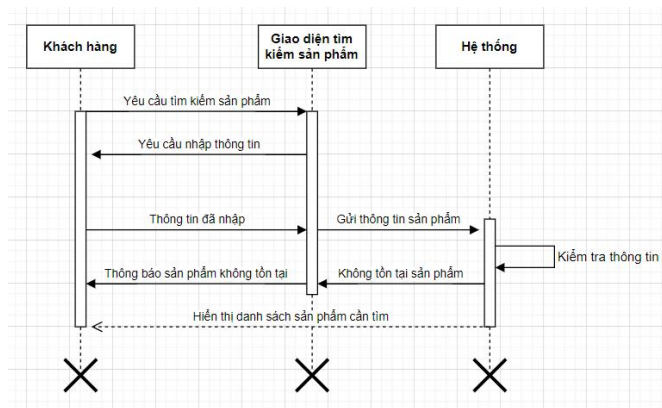 Khách hàng
Giao diện tìm
kiếm sản phẩm
Hệ thống
Yêu cầu tìm kiếm sản phẩm
Yêu cầu nhập thông tin
Thông tin đã nhập
Gửi thông tin sản phẩm
Kiểm tra thông tin
Thông báo sản phẩm không tồn tại
Không tồn tại sản phẩm
Hiển thị danh sách sản phẩm cần tìm